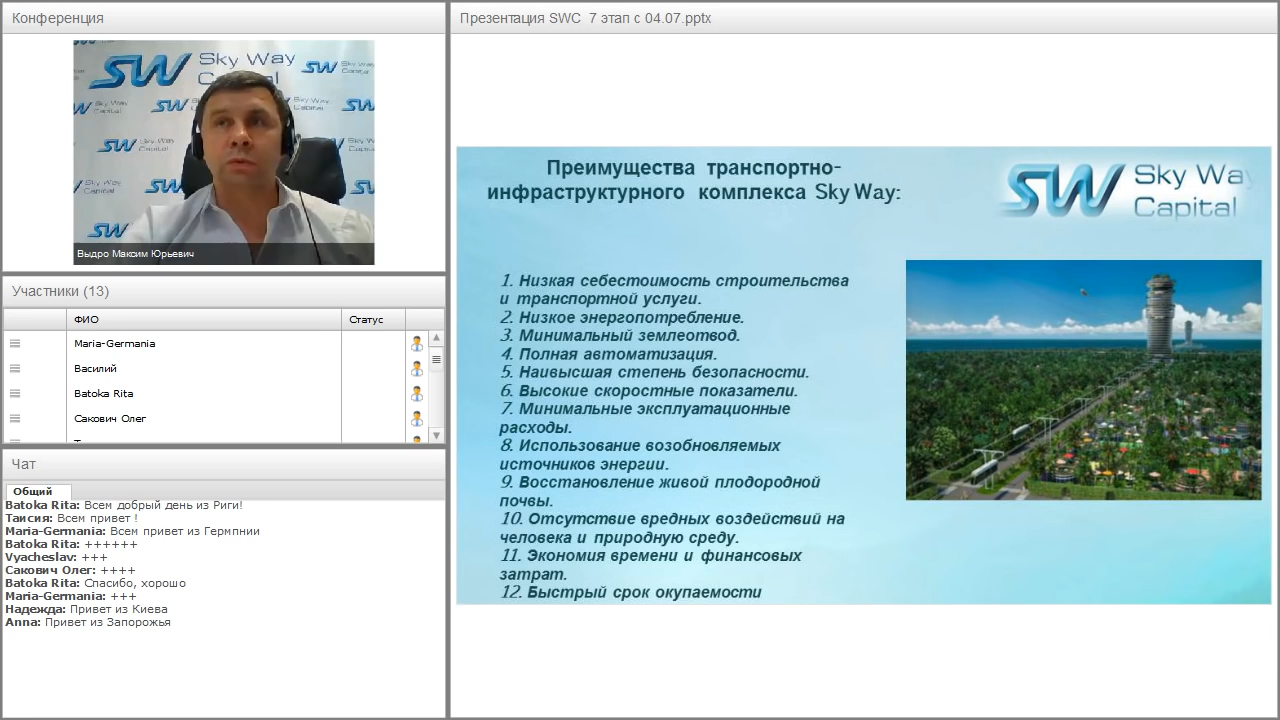 Конференция
Sky Way
Capital
Выдро Максим Юрьевич
Участники (13)
ФИО
Статус
Maria-Germania
Василий
Batoka Rita
Сакович Олег
Чат
Общий
Batoka Rita: Всем добрый день из Риги!
Таисия: Всем привет !
Maria-Germania: Всем привет из Гермпнии
Batoka Rita: ++++++
Vyacheslav: +++
Сакович Олег: ++++
Batoka Rita: Спасибо, хорошо
Maria-Germania: +++
Надежда: Привет из Киева
Anna: Привет из Запорожья
Презентация SWC 7 этап с 04.07.pptx
Преимущества транспортно-
инфраструктурного комплекса Sky Way:
SW Sky Way
Capital
1. Низкая себестоимость строительства
и транспортной услуги.
2. Низкое энергопотребление.
3. Минимальный землеотвод.
4. Полная автоматизация.
5. Наивысшая степень безопасности.
6. Высокие скоростные показатели.
7. Минимальные эксплуатационные
расходы.
8. Использование возобновляемых
источников энергии.
9. Восстановление живой плодородной
почвы.
10. Отсутствие вредных воздействий на
человека и природную среду.
11. Экономия времени и финансовых
затрат.
12. Быстрый срок окупаемости